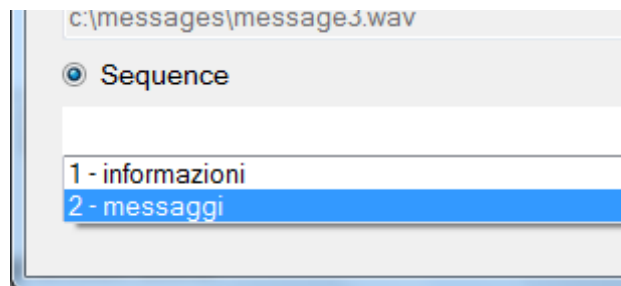 c:\messages\message3.wav
Sequence
1 - informazioni
2 - messaggi